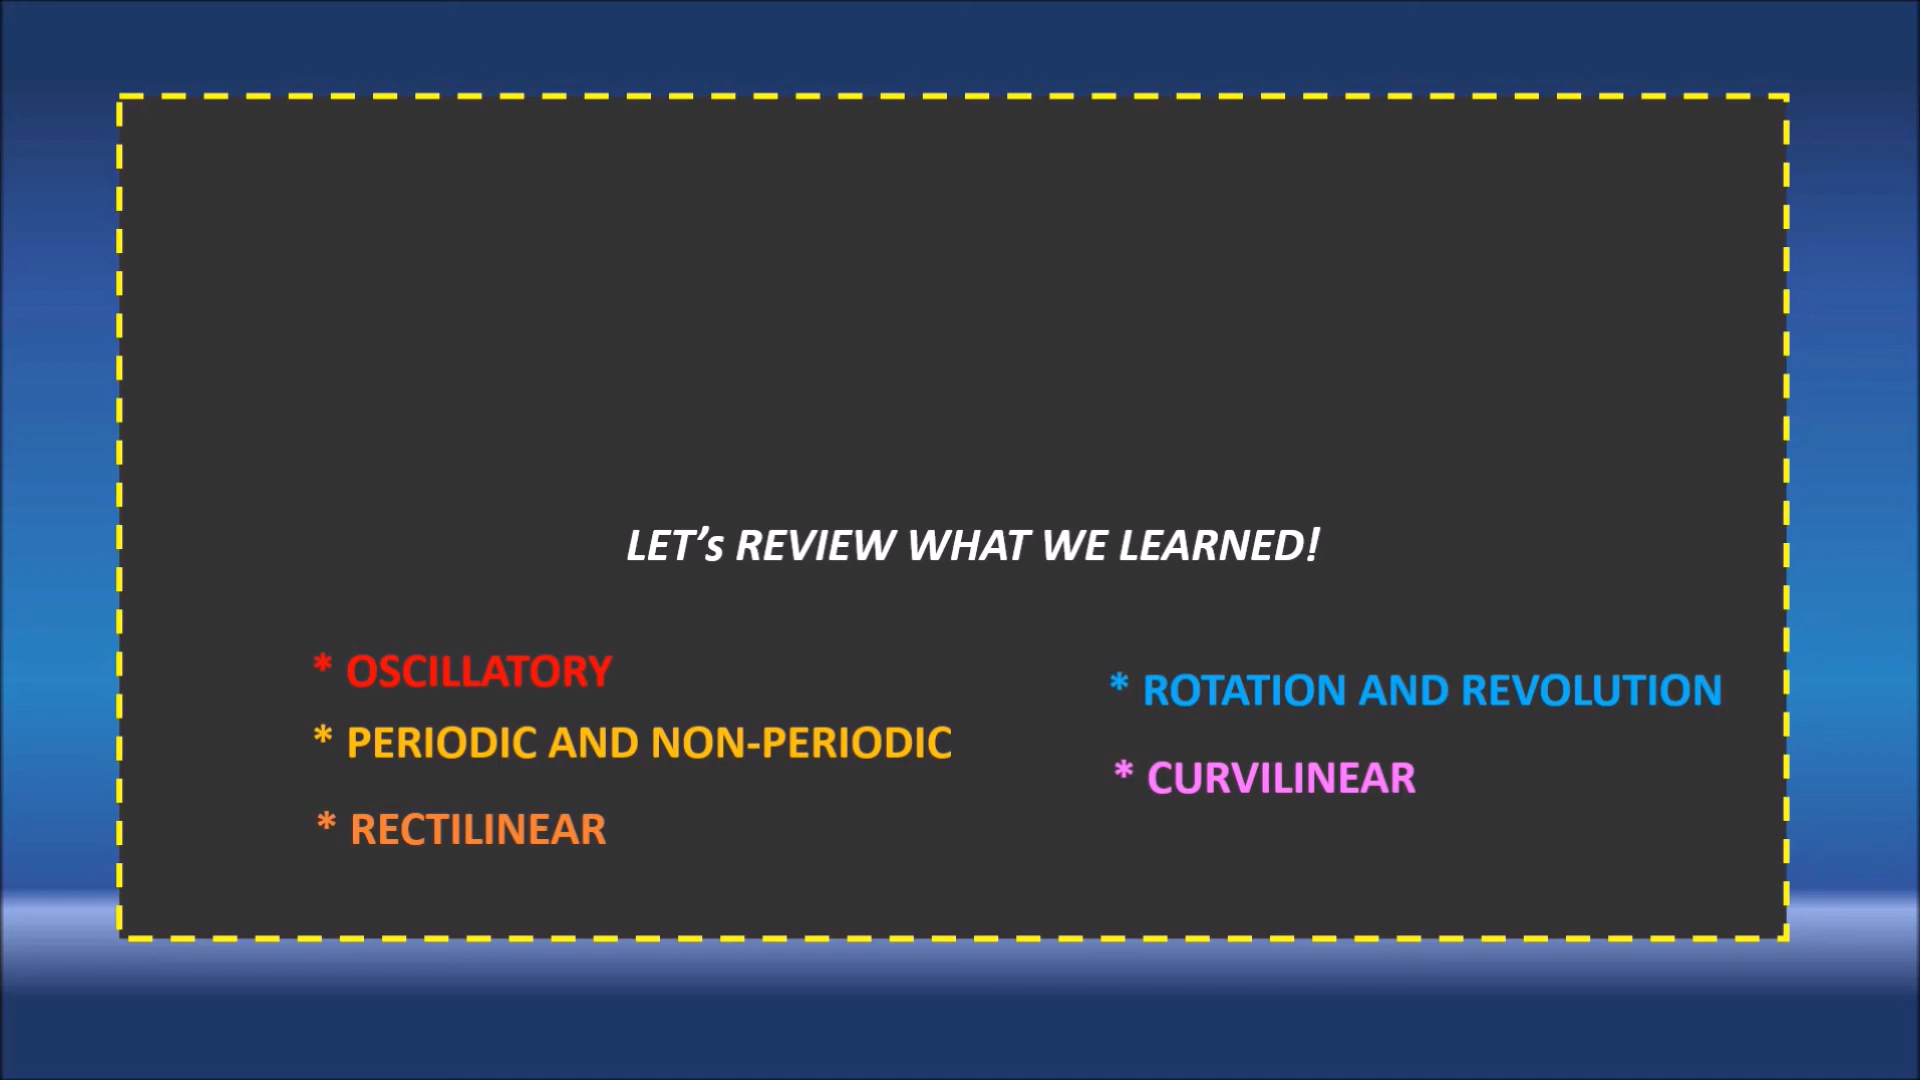 LET's REVIEW WHAT WE LEARNED!
* OSCILLATORY
* PERIODIC AND NON-PERIODIC
* RECTILINEAR
* ROTATION AND REVOLUTION
* CURVILINEAR